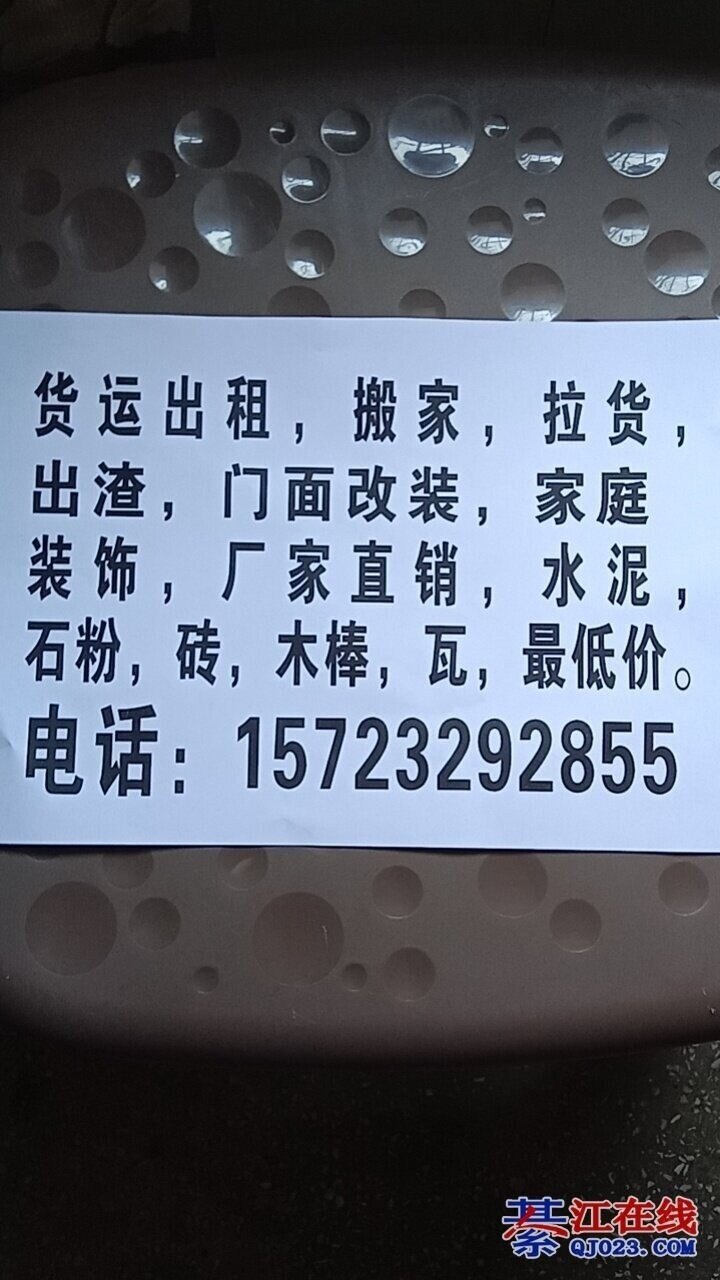 货运出租，搬家，拉货，
出渣，门面改装，家庭
装饰，厂家直销，水泥，
石粉，砖，木棒，瓦，最低价。
电话：15723292855
綦江在线
QJ023.COM